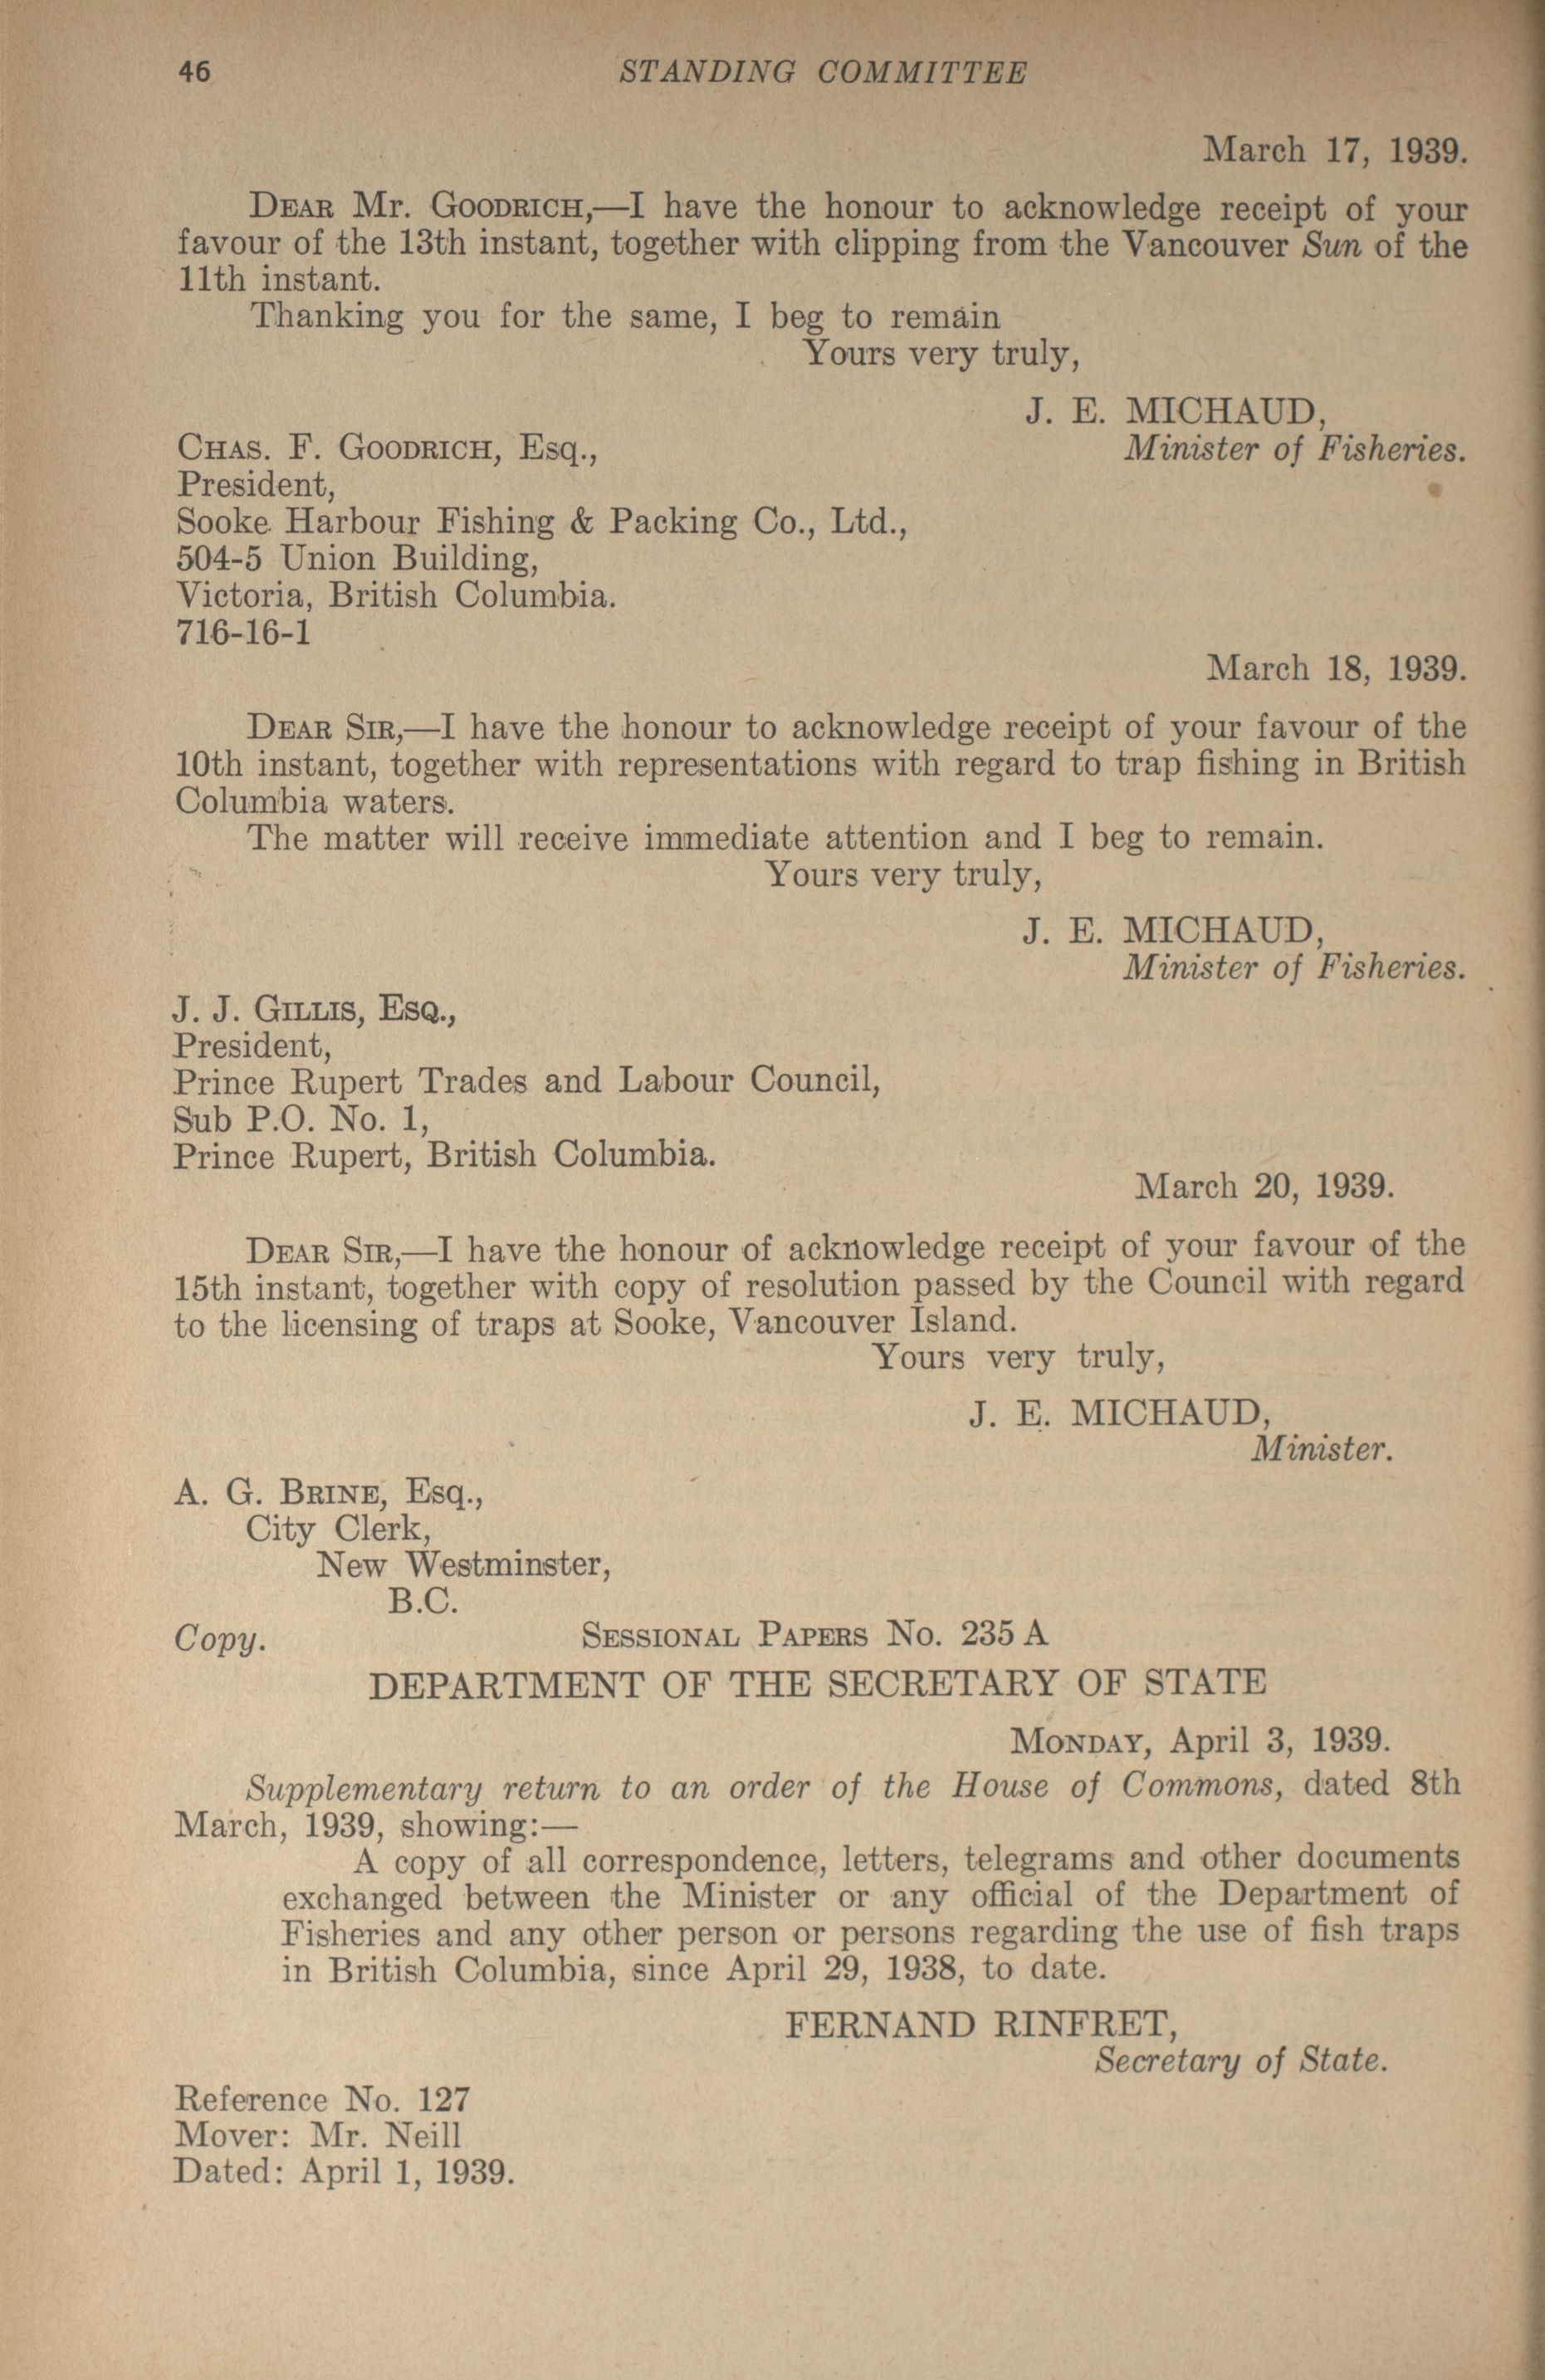 46 STANDING COMMITTEE
March 17, 1939.
DEAR Mr. GOODRICH,—I have the honour to acknowledge receipt of your
favour of the 13th instant, together with clipping from the Vancouver Sun of the
11th instant.
Thanking you for the same, I beg to remain
Yours very truly,
J. E. MICHAUD,
Minister of Fisheries.
CHAS. F. GOODRICH, Esq.,
President,
Sooke Harbour Fishing & Packing Co., Ltd.,
504-5 Union Building,
Victoria, British Columbia.
716-16-1
March 18, 1939.
DEAR SIR,—I have the honour to acknowledge receipt of your favour of the
10th instant, together with representations with regard to trap fishing in British
Columbia waters.
The matter will receive immediate attention and I beg to remain.
Yours very truly,
J. E. MICHAUD,
Minister of Fisheries.
J. J. GILLIS, ESQ.,
President,
Prince Rupert Trades and Labour Council,
Sub P.O. No. 1,
Prince Rupert, British Columbia.
March 20, 1939.
DEAR SIR,—I have the honour of acknowledge receipt of your favour of the
15th instant, together with copy of resolution passed by the Council with regard
to the licensing of traps at Sooke, Vancouver Island.
Yours very truly,
J. E. MICHAUD,
Minister.
A. G. BRINE, Esq.,
City Clerk,
New Westminster,
B.C.
Copy. SESSIONAL PAPERS No. 235 A
DEPARTMENT OF THE SECRETARY OF STATE
MONDAY, April 3, 1939.
Supplementary return to an order of the House of Commons, dated 8th
March, 1939, showing:—
A copy of all correspondence, letters, telegrams and other documents
exchanged between the Minister or any official of the Department of
Fisheries and any other person or persons regarding the use of fish traps
in British Columbia, since April 29, 1938, to date.
FERNAND RINFRET,
Secretary of State.
Reference No. 127
Mover: Mr. Neill
Dated: April 1, 1939.